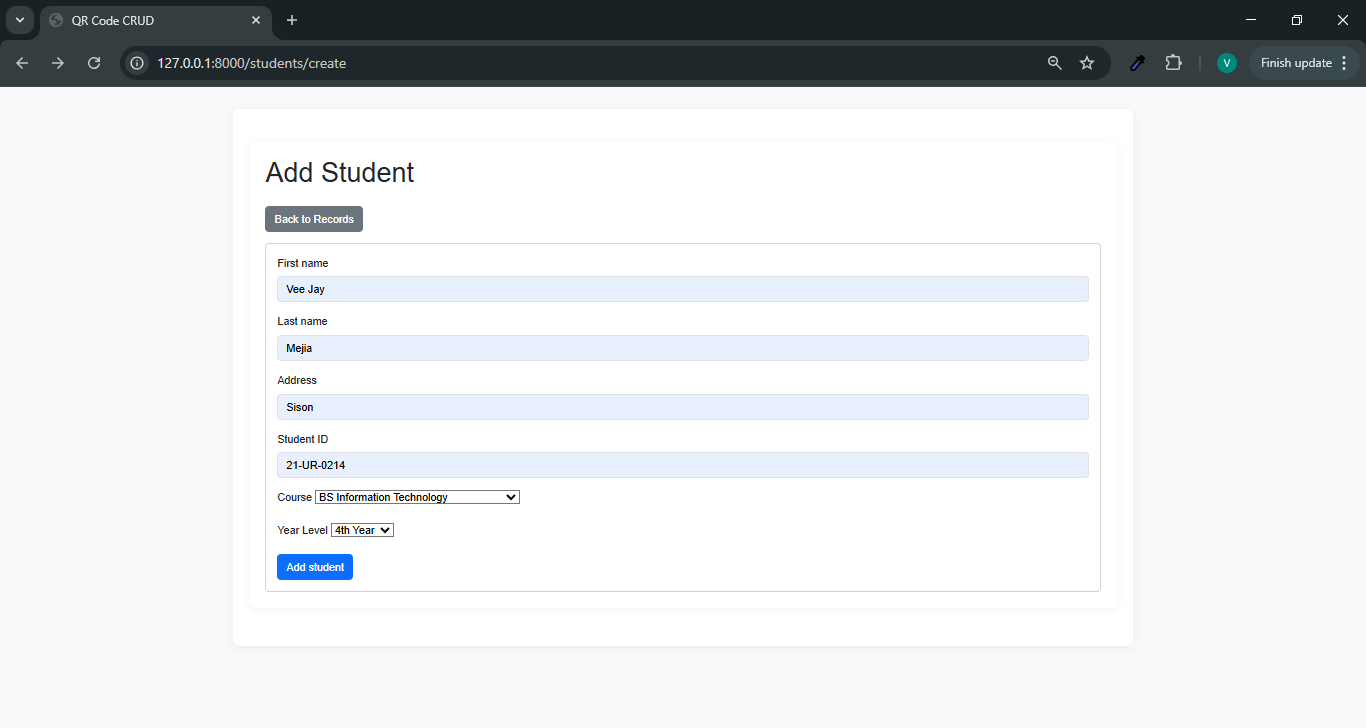 QR Code CRUD
127.0.0.1:8000/students/create
V
Finish update
Add Student
Back to Records
First name
Vee Jay
Last name
Mejia
Address
Sison
Student ID
21-UR-0214
Course BS Information Technology
Year Level 4th Year
Add student